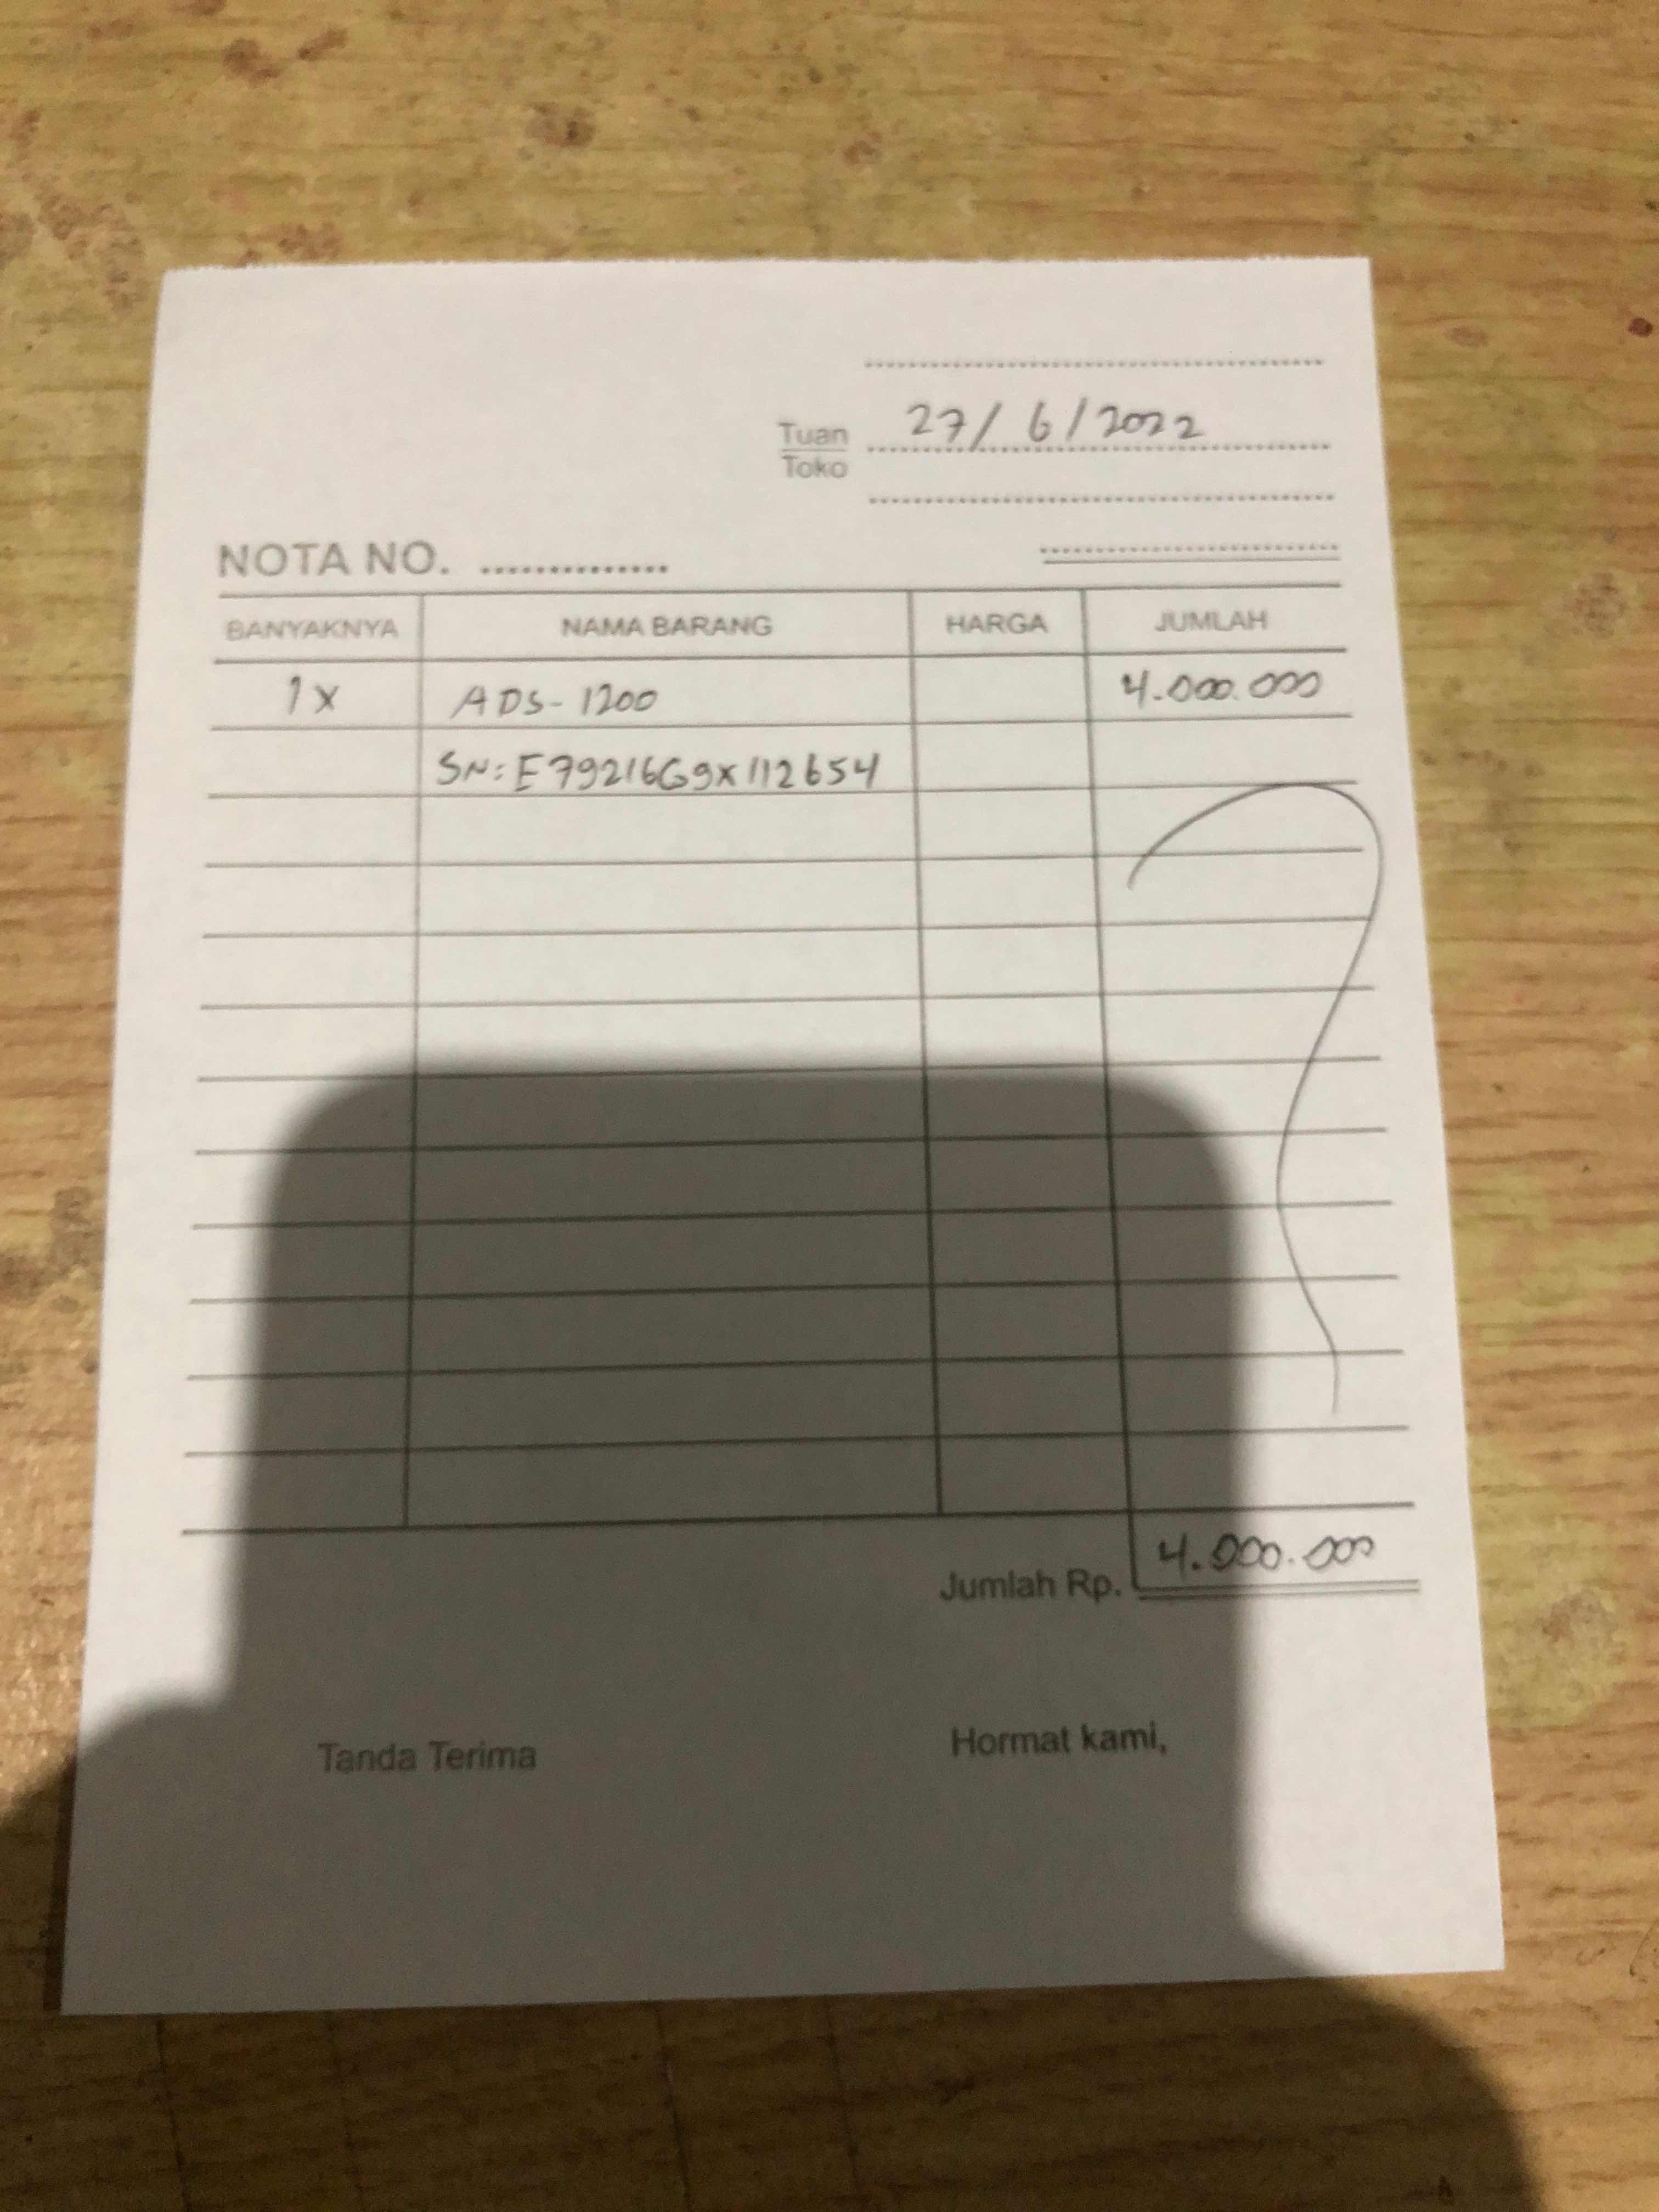 27/6/2022
Tuan
Toko
NOTA NO. ..............
BANYAKNYA NAMA BARANG HARGA JUMLAH
1x ADS-1200 4.000.000
SN: E79216G9X112654
Jumlah Rp. 4.000.000
Tanda Terima Hormat kami,